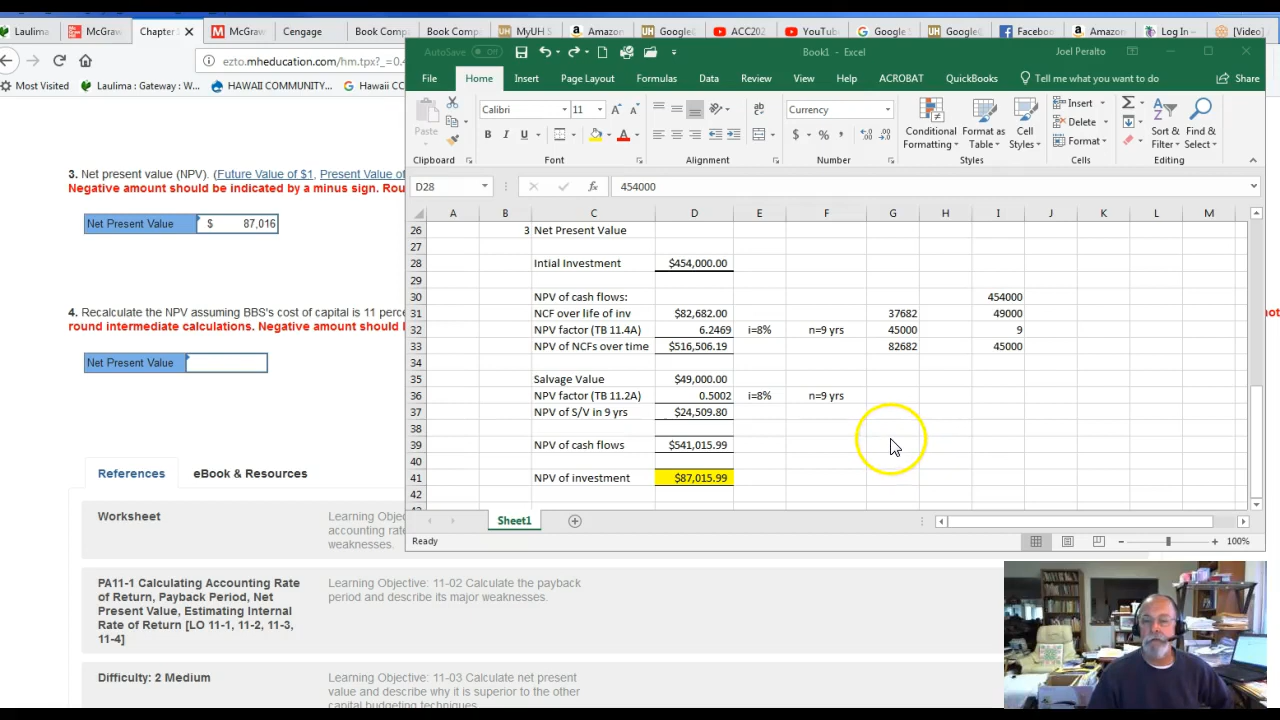 Laulima
McGraw
Chapter
McGraw
Cengage
Book Comp
UH MyUH S
Amazon
UH Google
ACC202
YouTub
Google
UH Google
Facebo
Amazon
Log In –
[Video]
ezto.mheducation.com/hm.tpx?_=0.4
Most Visited
Laulima : Gateway : W...
HAWAII COMMUNITY...
Hawaii CC
AutoSave Off
Book1 - Excel
Joel Peralto
File Home Insert Page Layout Formulas Data Review View Help ACROBAT QuickBooks Tell me what you want to do Share
Paste
Clipboard
Calibri 11
B I U
Font
Alignment
Currency
$ % ,
Number
Conditional Formatting
Format as Table
Cell Styles
Styles
Insert
Delete
Format
Cells
Sort & Filter
Find & Select
Editing
D28 fx 454000
A B C D E F G H I J K L M
26 3 Net Present Value
27
28 Intial Investment $454,000.00
29
30 NPV of cash flows: 454000
31 NCF over life of inv $82,682.00 37682 49000
32 NPV factor (TB 11.4A) 6.2469 i=8% n=9 yrs 45000 9
33 NPV of NCFs over time $516,506.19 82682 45000
34
35 Salvage Value $49,000.00
36 NPV factor (TB 11.2A) 0.5002 i=8% n=9 yrs
37 NPV of S/V in 9 yrs $24,509.80
38
39 NPV of cash flows $541,015.99
40
41 NPV of investment $87,015.99
42
Sheet1
Ready
100%
3. Net present value (NPV). (Future Value of $1, Present Value of
Negative amount should be indicated by a minus sign. Rou
Net Present Value $ 87,016
4. Recalculate the NPV assuming BBS's cost of capital is 11 perce
not
round intermediate calculations. Negative amount should
Net Present Value
References eBook & Resources
Worksheet
Learning Objective: 11-01 Calculate the
accounting rate
weaknesses.
PA11-1 Calculating Accounting Rate
of Return, Payback Period, Net
Present Value, Estimating Internal
Rate of Return [LO 11-1, 11-2, 11-3,
11-4]
Learning Objective: 11-02 Calculate the payback
period and describe its major weaknesses.
Difficulty: 2 Medium
Learning Objective: 11-03 Calculate net present
value and describe why it is superior to the other
capital budgeting techniques.